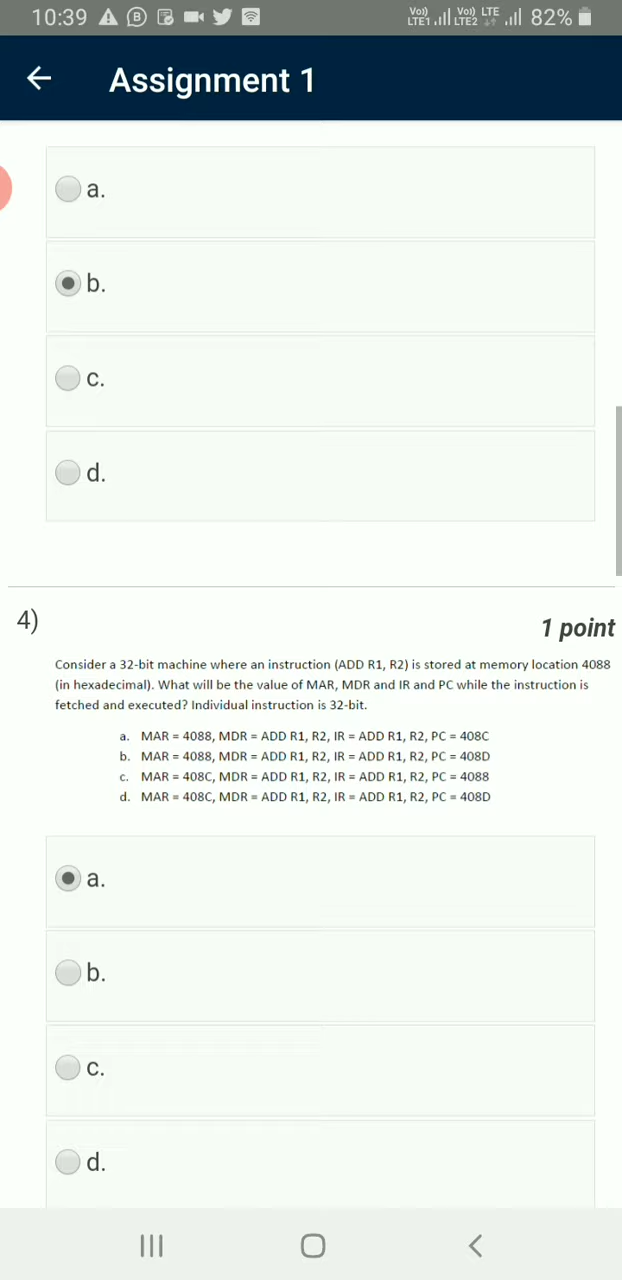 10:39 B Vo) LTE1 Vo) LTE LTE2 82%
Assignment 1
a.
b.
c.
d.
4)
1 point
Consider a 32-bit machine where an instruction (ADD R1, R2) is stored at memory location 4088
(in hexadecimal). What will be the value of MAR, MDR and IR and PC while the instruction is
fetched and executed? Individual instruction is 32-bit.
a. MAR = 4088, MDR = ADD R1, R2, IR = ADD R1, R2, PC = 408C
b. MAR = 4088, MDR = ADD R1, R2, IR = ADD R1, R2, PC = 408D
c. MAR = 408C, MDR = ADD R1, R2, IR = ADD R1, R2, PC = 4088
d. MAR = 408C, MDR = ADD R1, R2, IR = ADD R1, R2, PC = 408D
a.
b.
c.
d.